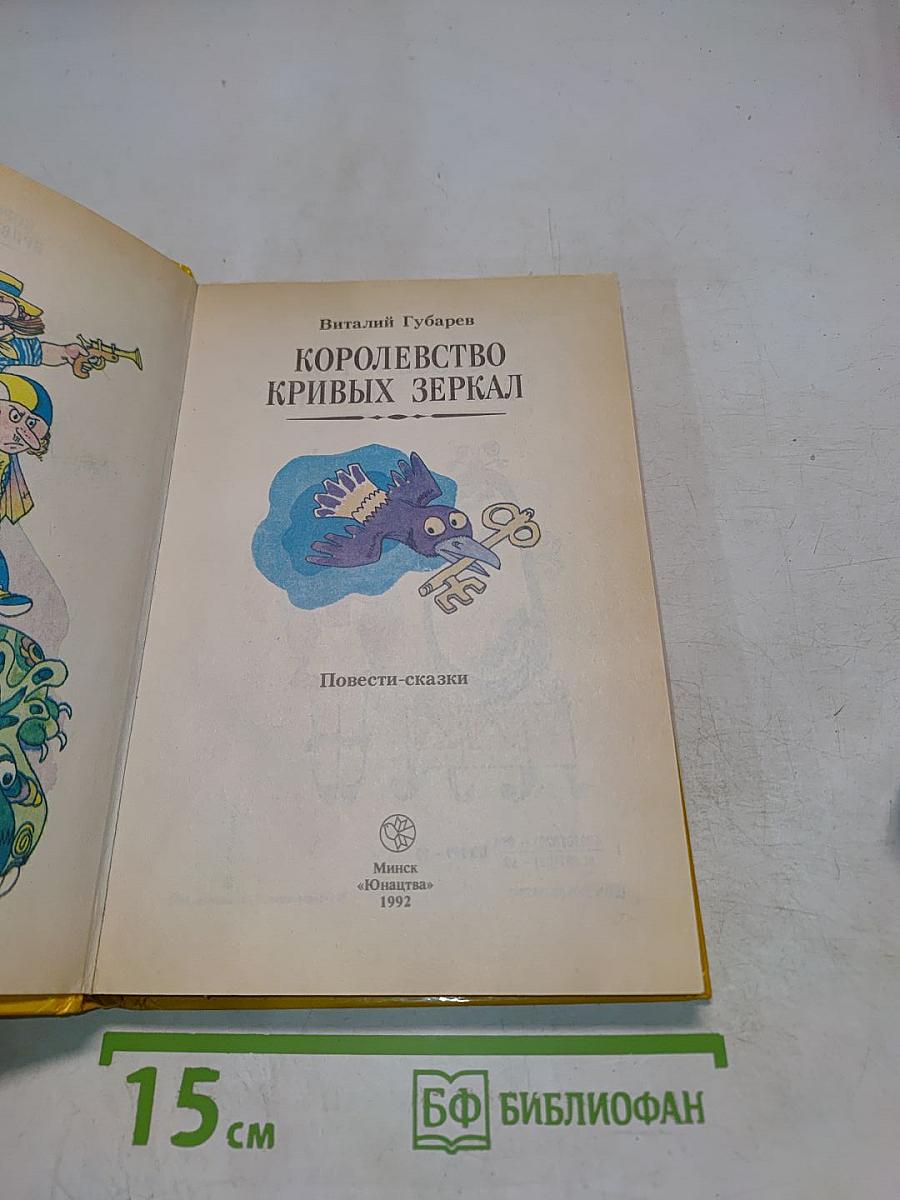 Виталий Губарев
КОРОЛЕВСТВО
КРИВЫХ ЗЕРКАЛ
Повести-сказки
Минск
«Юнацтва»
1992
15 см
БФ БИБЛИОФАН